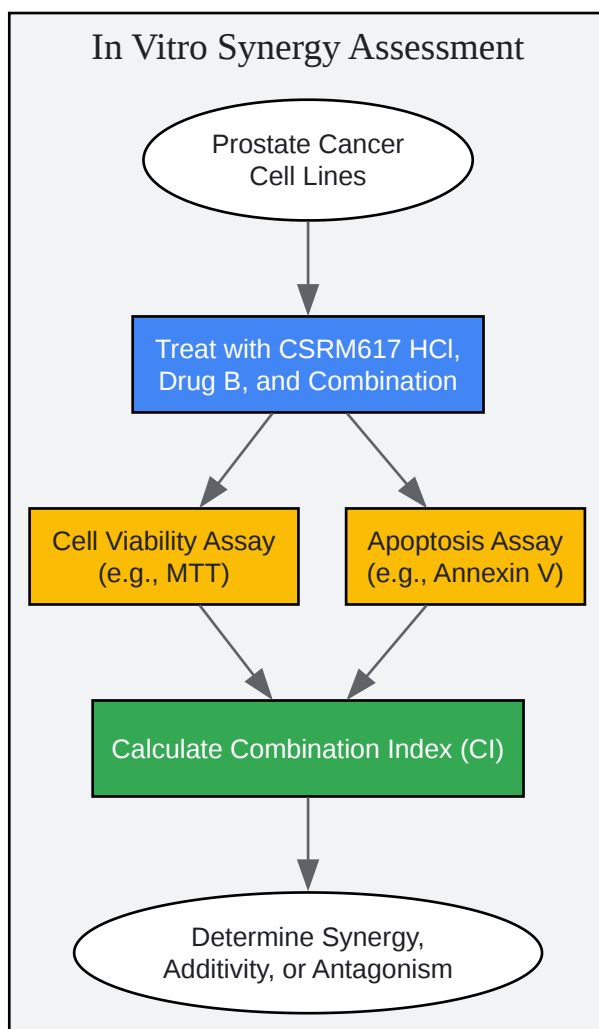 In Vitro Synergy Assessment
Prostate Cancer
Cell Lines
Treat with CSRM617 HCl,
Drug B, and Combination
Cell Viability Assay
(e.g., MTT)
Apoptosis Assay
(e.g., Annexin V)
Calculate Combination Index (CI)
Determine Synergy,
Additivity, or Antagonism